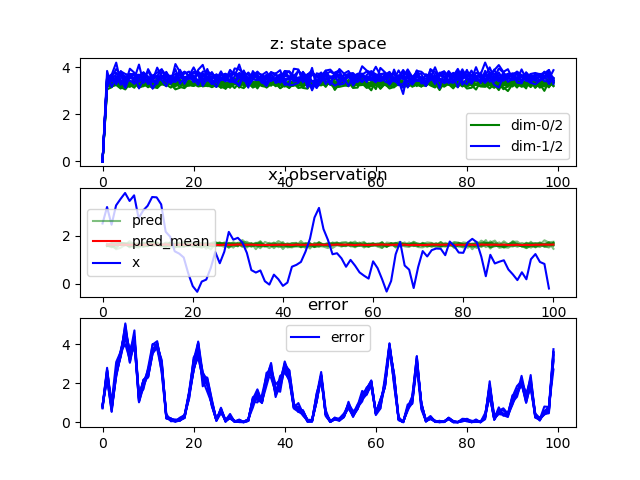 z: state space
4
2
0
dim-0/2
dim-1/2
0 20 40 60 80 100
x: observation
2
0
pred
pred_mean
x
0 20 40 60 80 100
error
4
2
0
error
0 20 40 60 80 100